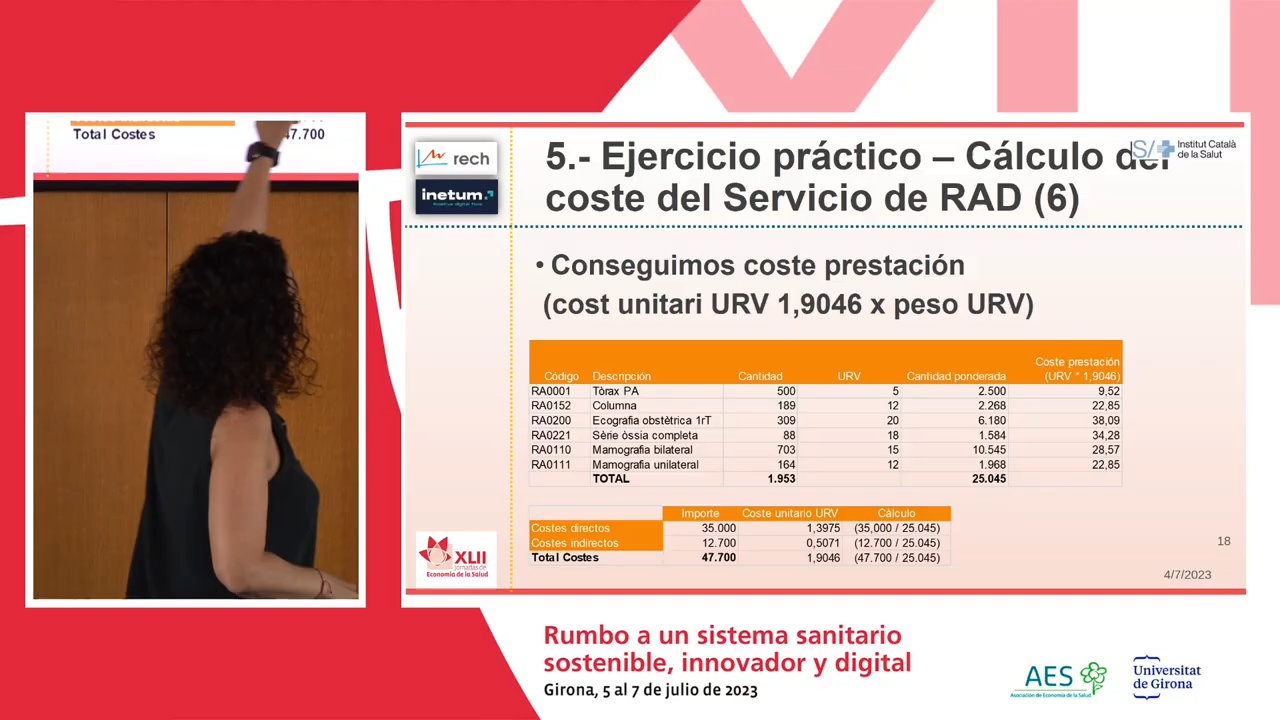 Total Costes 47.700
rech
inetum.
5.- Ejercicio práctico – Cálculo del
coste del Servicio de RAD (6)
Institut Català
de la Salut
• Conseguimos coste prestación
(cost unitari URV 1,9046 x peso URV)
Código Descripción Cantidad URV Cantidad ponderada Coste prestación (URV * 1,9046)
RA0001 Tòrax PA 500 5 2.500 9,52
RA0152 Columna 189 12 2.268 22,85
RA0200 Ecografia obstètrica 1rT 309 20 6.180 38,09
RA0221 Sèrie òssia completa 88 18 1.584 34,28
RA0110 Mamografia bilateral 703 15 10.545 28,57
RA0111 Mamografia unilateral 164 12 1.968 22,85
TOTAL 1.953 25.045
Importe Coste unitario URV Càlculo
Costes directos 35.000 1,3975 (35,000 / 25.045)
Costes indirectos 12.700 0,5071 (12.700 / 25.045)
Total Costes 47.700 1,9046 (47.700 / 25.045)
18
4/7/2023
XLII
Jornadas de
Economía de la Salud
Rumbo a un sistema sanitario
sostenible, innovador y digital
Girona, 5 al 7 de julio de 2023
AES
Asociación de Economía de la Salud
Universitat
de Girona